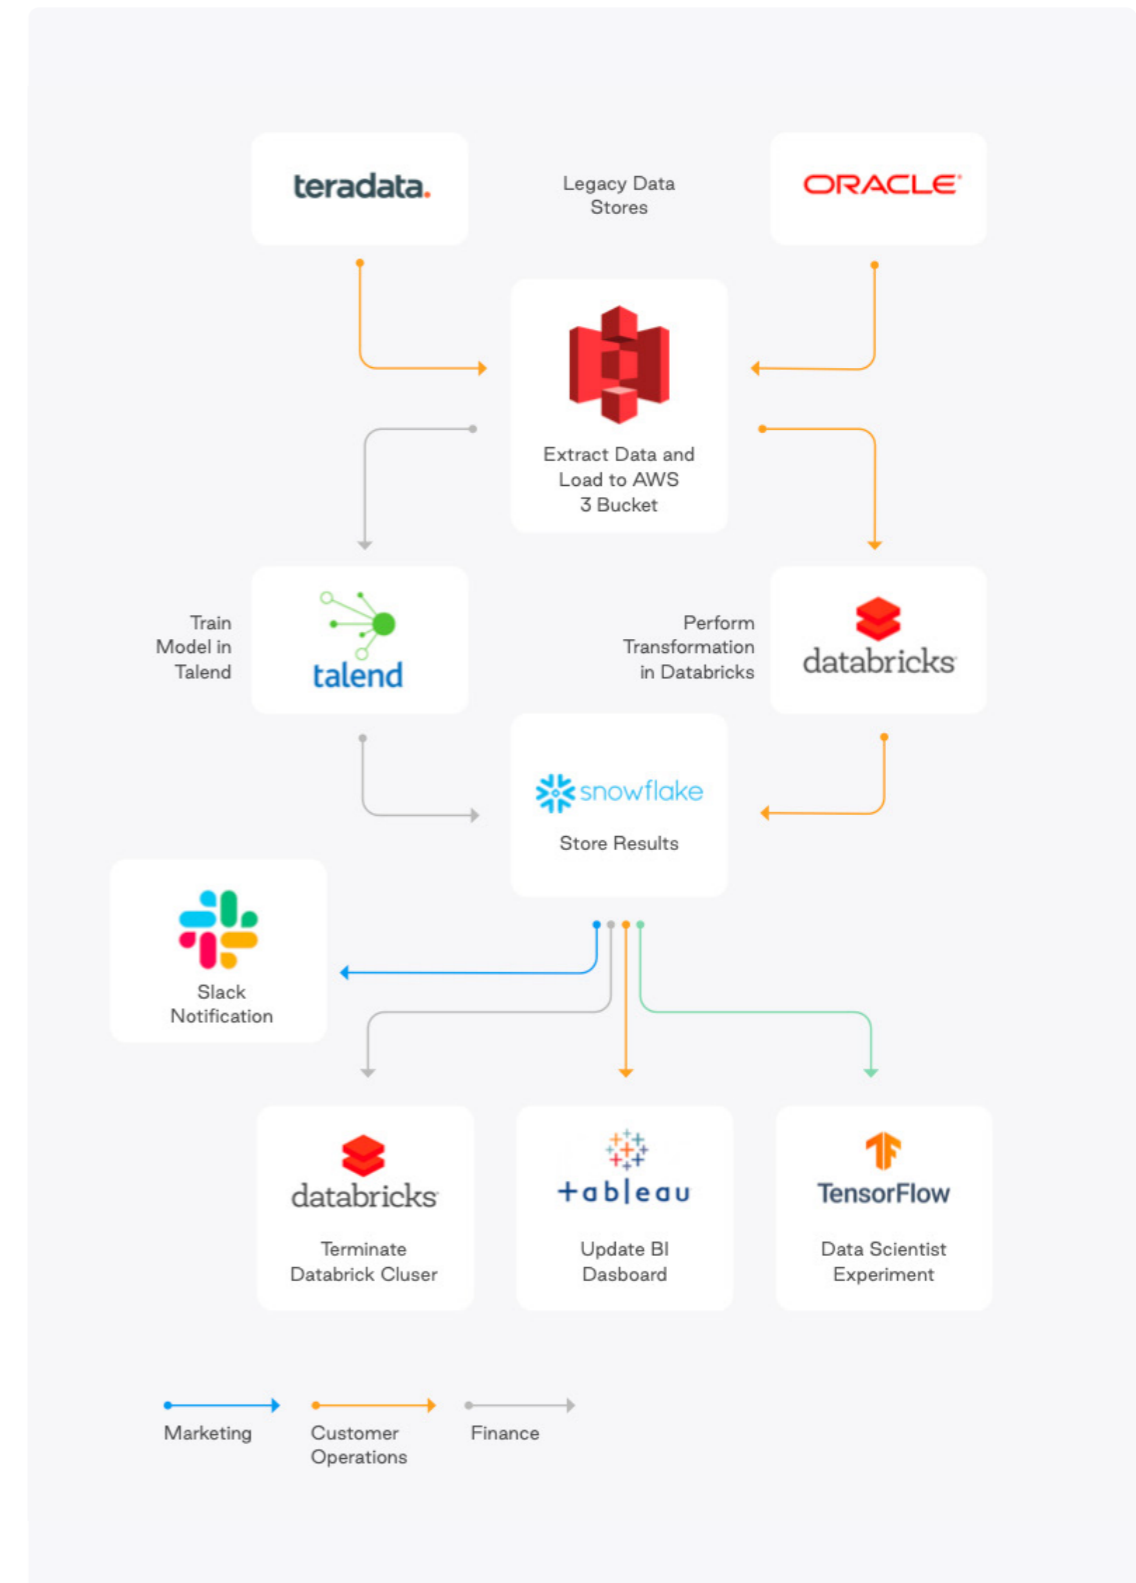 teradata.
Legacy Data
Stores
ORACLE
Extract Data and
Load to AWS
3 Bucket
Train
Model in
Talend
talend
Perform
Transformation
in Databricks
databricks
snowflake
Store Results
Slack
Notification
databricks
Terminate
Databrick Cluser
+ableau
Update BI
Dasboard
TensorFlow
Data Scientist
Experiment
Marketing
Customer
Operations
Finance